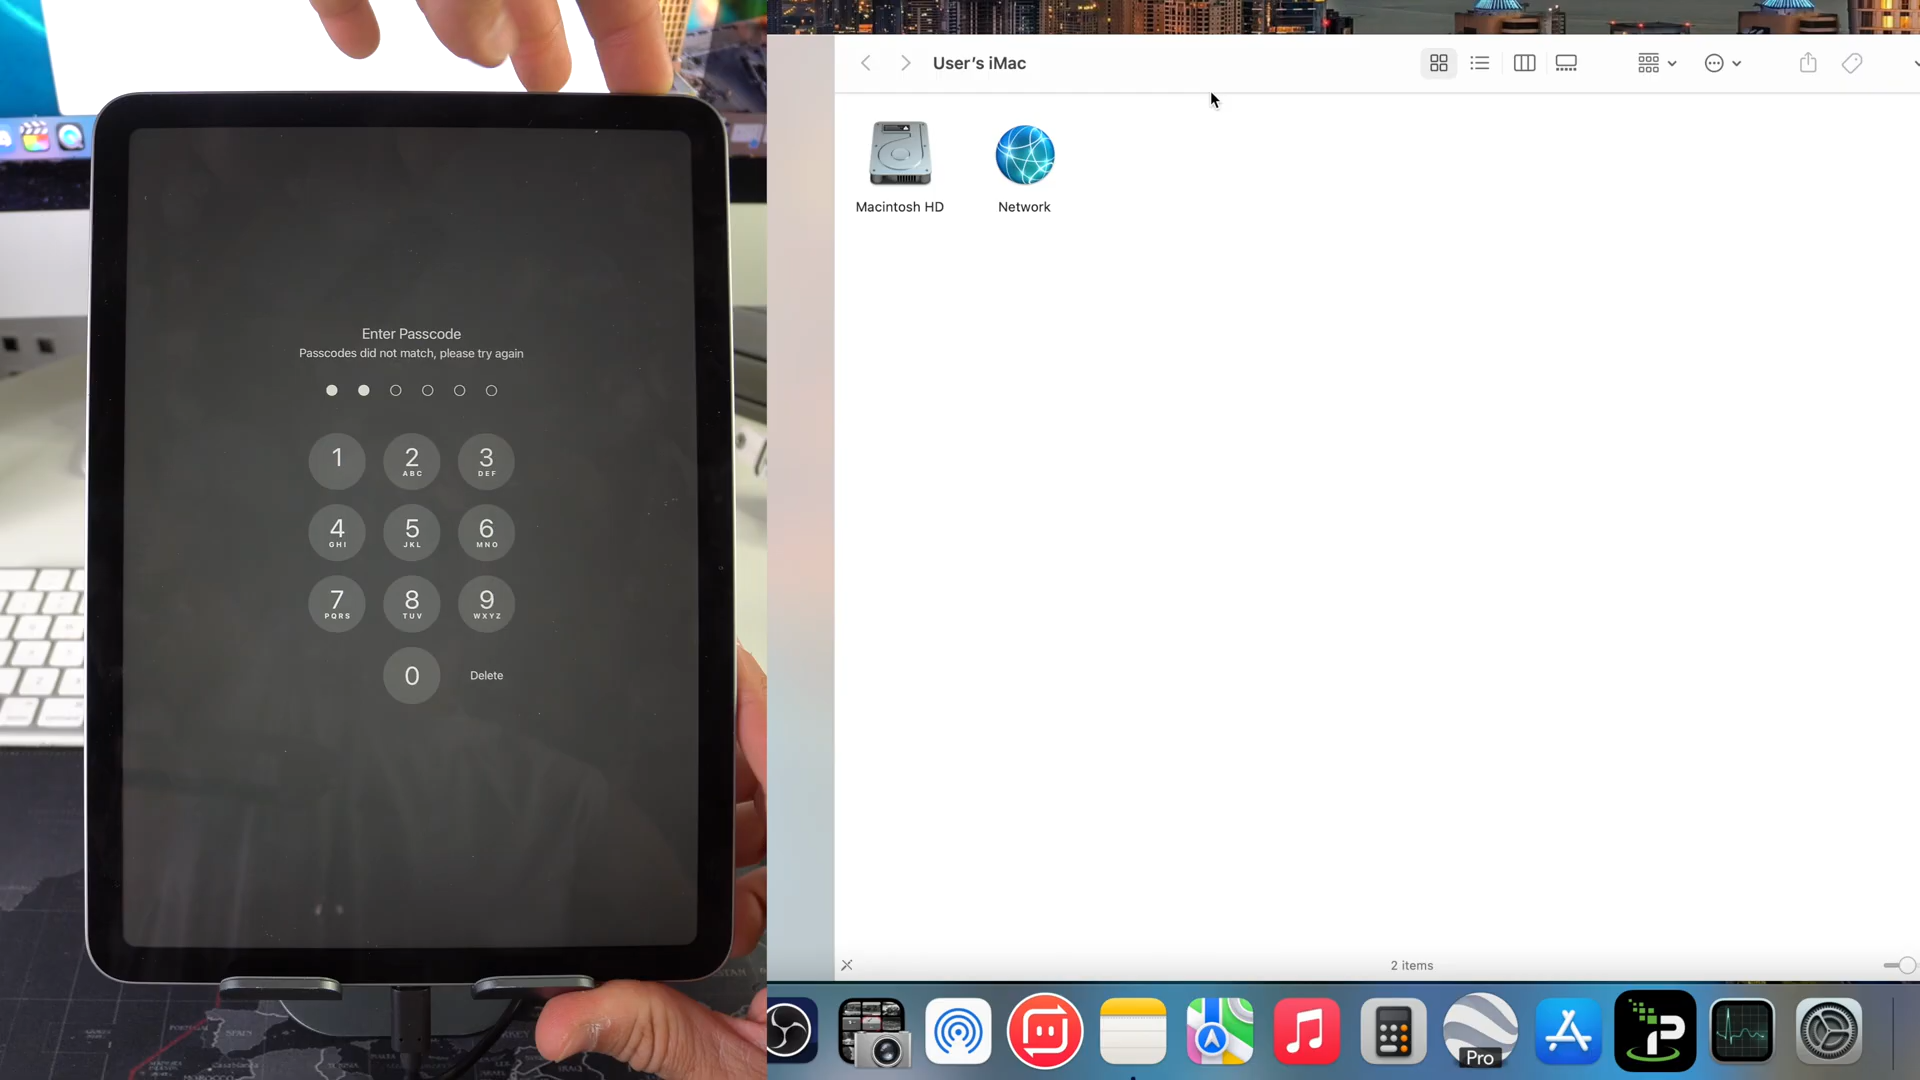 Enter Passcode
Passcodes did not match, please try again
1
2
ABC
3
DEF
4
GHI
5
JKL
6
MNO
7
PQRS
8
TUV
9
WXYZ
0
Delete
User’s iMac
Macintosh HD
Network
2 items
Pro